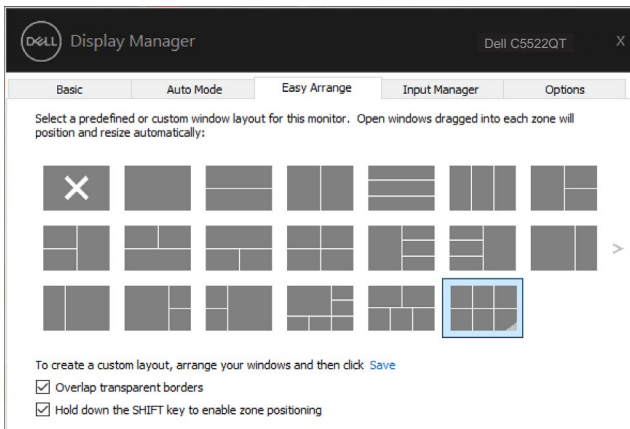 DELL Display Manager Dell C5522QT X
Basic Auto Mode Easy Arrange Input Manager Options
Select a predefined or custom window layout for this monitor. Open windows dragged into each zone will
position and resize automatically:
>
To create a custom layout, arrange your windows and then click Save
Overlap transparent borders
Hold down the SHIFT key to enable zone positioning